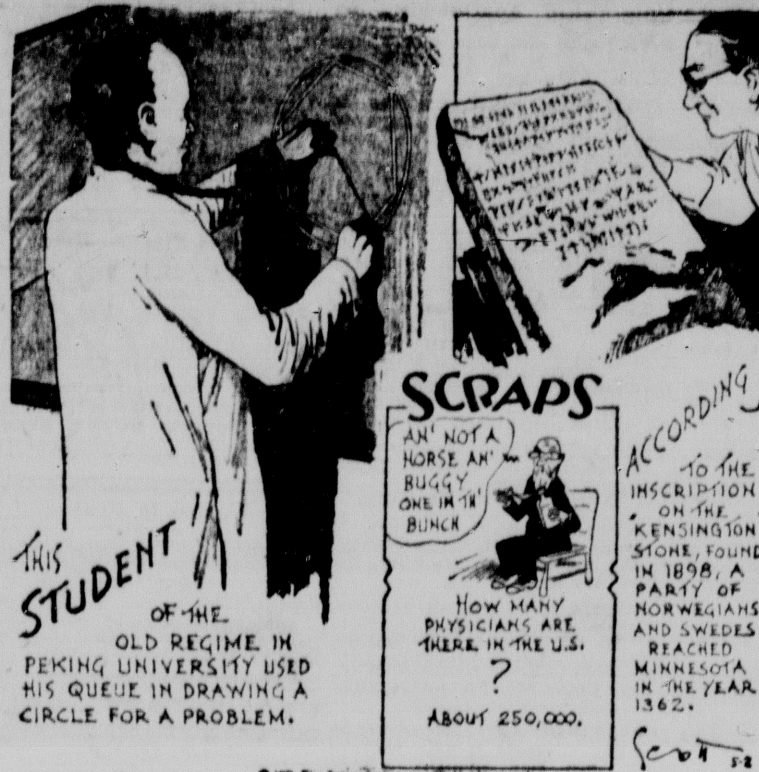 THIS
STUDENT
OF THE
OLD REGIME IN
PEKING UNIVERSITY USED
HIS QUEUE IN DRAWING A
CIRCLE FOR A PROBLEM.
SCRAPS
AN' NOT A
HORSE AN'
BUGGY
ONE IN TH'
BUNCH
HOW MANY
PHYSICIANS ARE
THERE IN THE U.S.
?
ABOUT 250,000.
ACCORDING
TO THE
INSCRIPTION
ON THE
KENSINGTON
STONE, FOUND
IN 1898, A
PARTY OF
NORWEGIANS
AND SWEDES
REACHED
MINNESOTA
IN THE YEAR
1362.
Scott 5-2